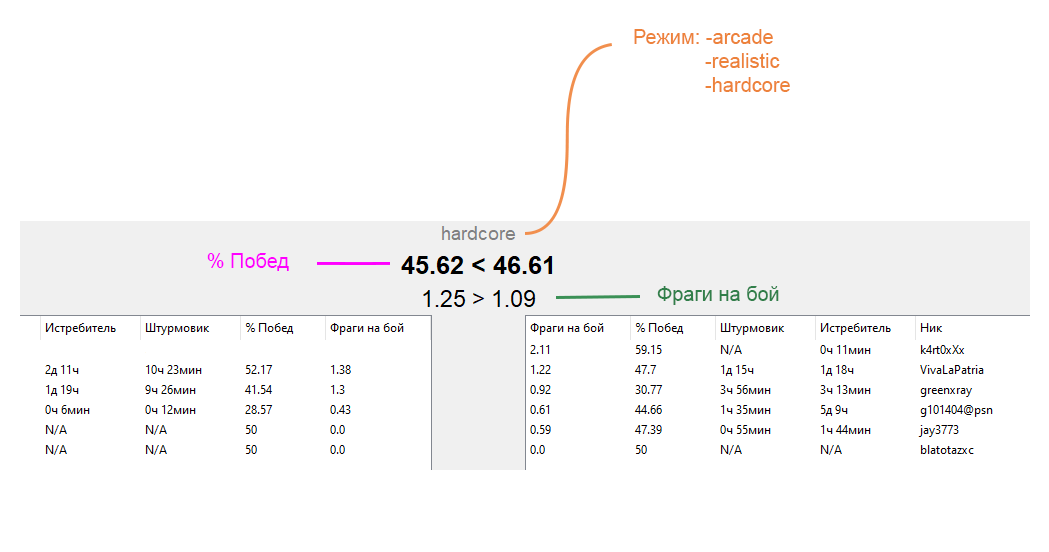 Режим: -arcade
-realistic
-hardcore
hardcore
% Побед
45.62 < 46.61
1.25 > 1.09
Фраги на бой
Истребитель Штурмовик % Побед Фраги на бой Фраги на бой % Побед Штурмовик Истребитель Ник
2.11 59.15 N/A 0ч 11мин k4rt0xXx
2д 11ч 10ч 23мин 52.17 1.38 1.22 47.7 1д 15ч 1д 18ч VivaLaPatria
1д 19ч 9ч 26мин 41.54 1.3 0.92 30.77 3ч 56мин 3ч 13мин greenxray
0ч 6мин 0ч 12мин 28.57 0.43 0.61 44.66 1ч 35мин 5д 9ч g101404@psn
N/A N/A 50 0.0 0.59 47.39 0ч 55мин 1ч 44мин jay3773
N/A N/A 50 0.0 0.0 50 N/A N/A blatotazxc